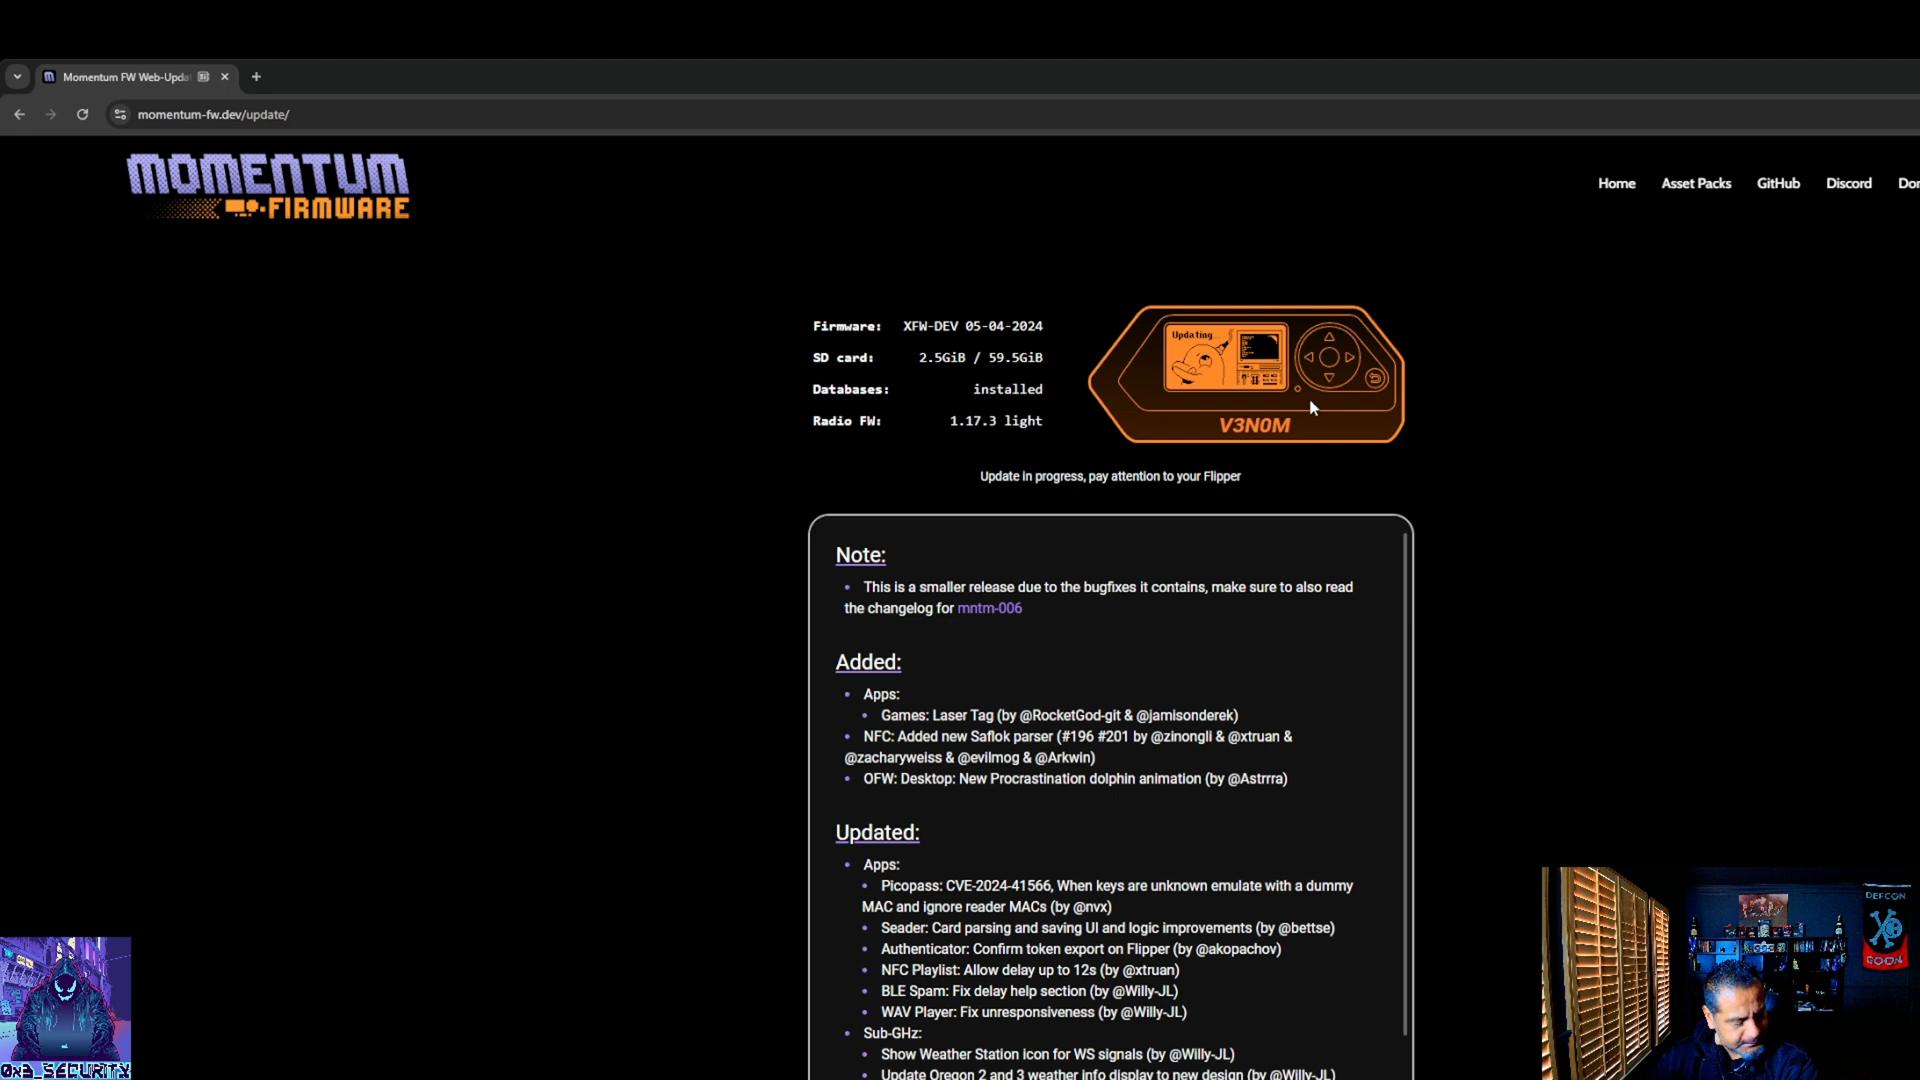 Momentum FW Web-Upda
momentum-fw.dev/update/
MOMENTUM
FIRMWARE
Home Asset Packs GitHub Discord Don
Firmware: XFW-DEV 05-04-2024
SD card: 2.5GiB / 59.5GiB
Databases: installed
Radio FW: 1.17.3 light
Updating...
V3N0M
Update in progress, pay attention to your Flipper
Note:
This is a smaller release due to the bugfixes it contains, make sure to also read
the changelog for mntm-006
Added:
Apps:
Games: Laser Tag (by @RocketGod-git & @jamisonderek)
NFC: Added new Saflok parser (#196 #201 by @zinongli & @xtruan &
@zacharyweiss & @evilmog & @Arkwin)
OFW: Desktop: New Procrastination dolphin animation (by @Astrrra)
Updated:
Apps:
Picopass: CVE-2024-41566, When keys are unknown emulate with a dummy
MAC and ignore reader MACs (by @nvx)
Seader: Card parsing and saving UI and logic improvements (by @bettse)
Authenticator: Confirm token export on Flipper (by @akopachov)
NFC Playlist: Allow delay up to 12s (by @xtruan)
BLE Spam: Fix delay help section (by @Willy-JL)
WAV Player: Fix unresponsiveness (by @Willy-JL)
Sub-GHz:
Show Weather Station icon for WS signals (by @Willy-JL)
Update Oregon 2 and 3 weather info display to new design (by @Willy-JL)
DEFCON
GOON
0x3_SECURITY